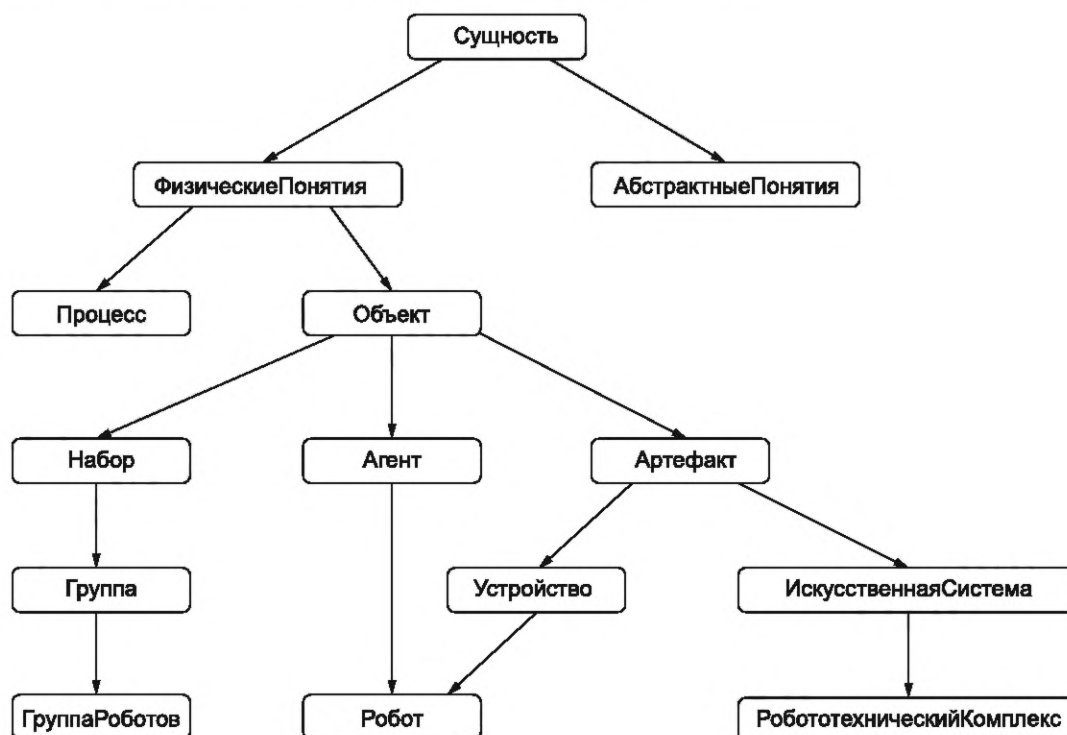 Сущность
ФизическиеПонятия
АбстрактныеПонятия
Процесс
Объект
Набор
Агент
Артефакт
Группа
Устройство
ИскусственнаяСистема
ГруппаРоботов
Робот
РобототехническийКомплекс